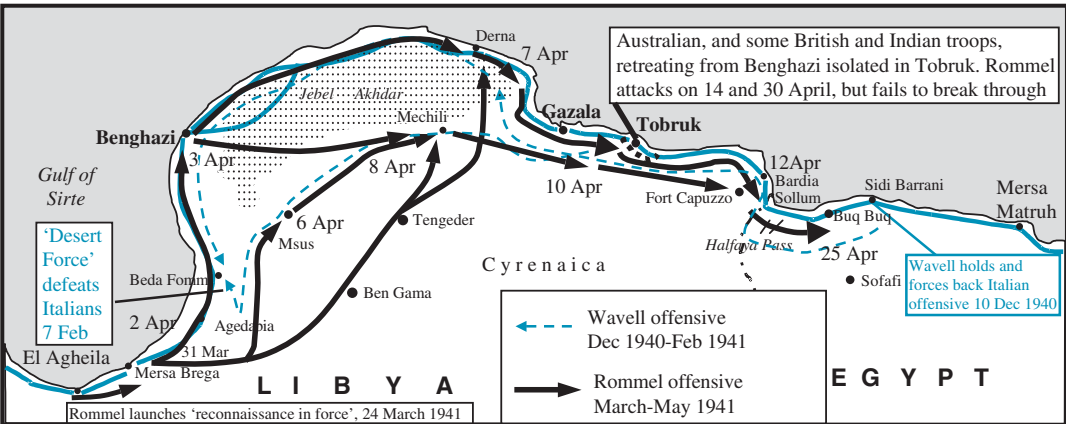 Derna
7 Apr
Australian, and some British and Indian troops,
retreating from Benghazi isolated in Tobruk. Rommel
attacks on 14 and 30 April, but fails to break through
Jebel Akhdar
Mechili
Gazala
Tobruk
Benghazi
3 Apr
8 Apr
12Apr
Bardia
Sollum
Sidi Barrani
Mersa
Matruh
Gulf of
Sirte
10 Apr
Fort Capuzzo
6 Apr
Msus
Tengeder
Buq Buq
Halfaya Pass
25 Apr
‘Desert
Force’
defeats
Italians
7 Feb
Beda Fomm
Cyrenaica
Sofafi
Wavell holds and
forces back Italian
offensive 10 Dec 1940
Ben Gama
2 Apr
Agedabia
Wavell offensive
Dec 1940-Feb 1941
31 Mar
El Agheila
Mersa Brega
LIBYA
EGYPT
Rommel offensive
March-May 1941
Rommel launches ‘reconnaissance in force’, 24 March 1941